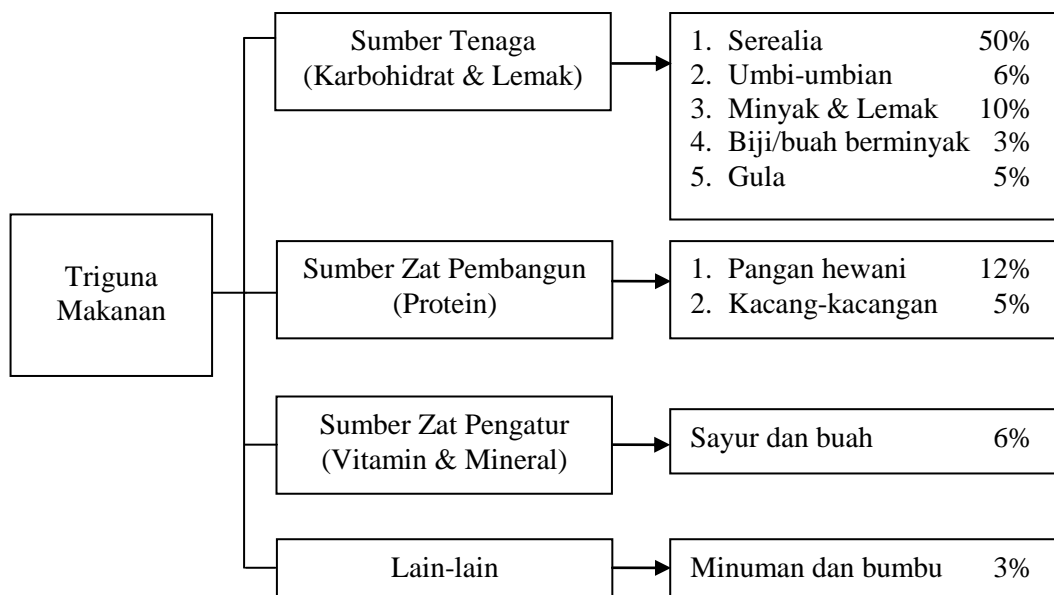 Triguna
Makanan
Sumber Tenaga
(Karbohidrat & Lemak)
1. Serealia 50%
2. Umbi-umbian 6%
3. Minyak & Lemak 10%
4. Biji/buah berminyak 3%
5. Gula 5%
Sumber Zat Pembangun
(Protein)
1. Pangan hewani 12%
2. Kacang-kacangan 5%
Sumber Zat Pengatur
(Vitamin & Mineral)
Sayur dan buah 6%
Lain-lain
Minuman dan bumbu 3%